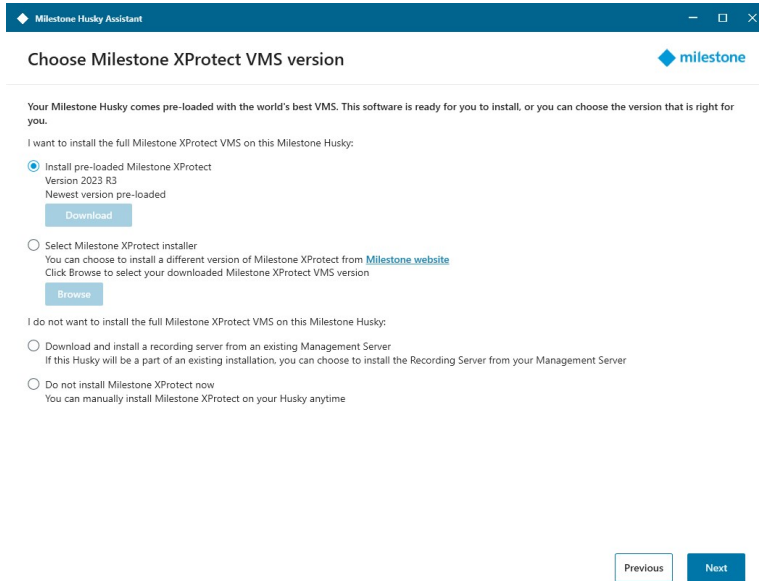 Milestone Husky Assistant
Choose Milestone XProtect VMS version
milestone
Your Milestone Husky comes pre-loaded with the world's best VMS. This software is ready for you to install, or you can choose the version that is right for
you.
I want to install the full Milestone XProtect VMS on this Milestone Husky:
Install pre-loaded Milestone XProtect
Version 2023 R3
Newest version pre-loaded
Download
Select Milestone XProtect installer
You can choose to install a different version of Milestone XProtect from Milestone website
Click Browse to select your downloaded Milestone XProtect VMS version
Browse
I do not want to install the full Milestone XProtect VMS on this Milestone Husky:
Download and install a recording server from an existing Management Server
If this Husky will be a part of an existing installation, you can choose to install the Recording Server from your Management Server
Do not install Milestone XProtect now
You can manually install Milestone XProtect on your Husky anytime
Previous
Next